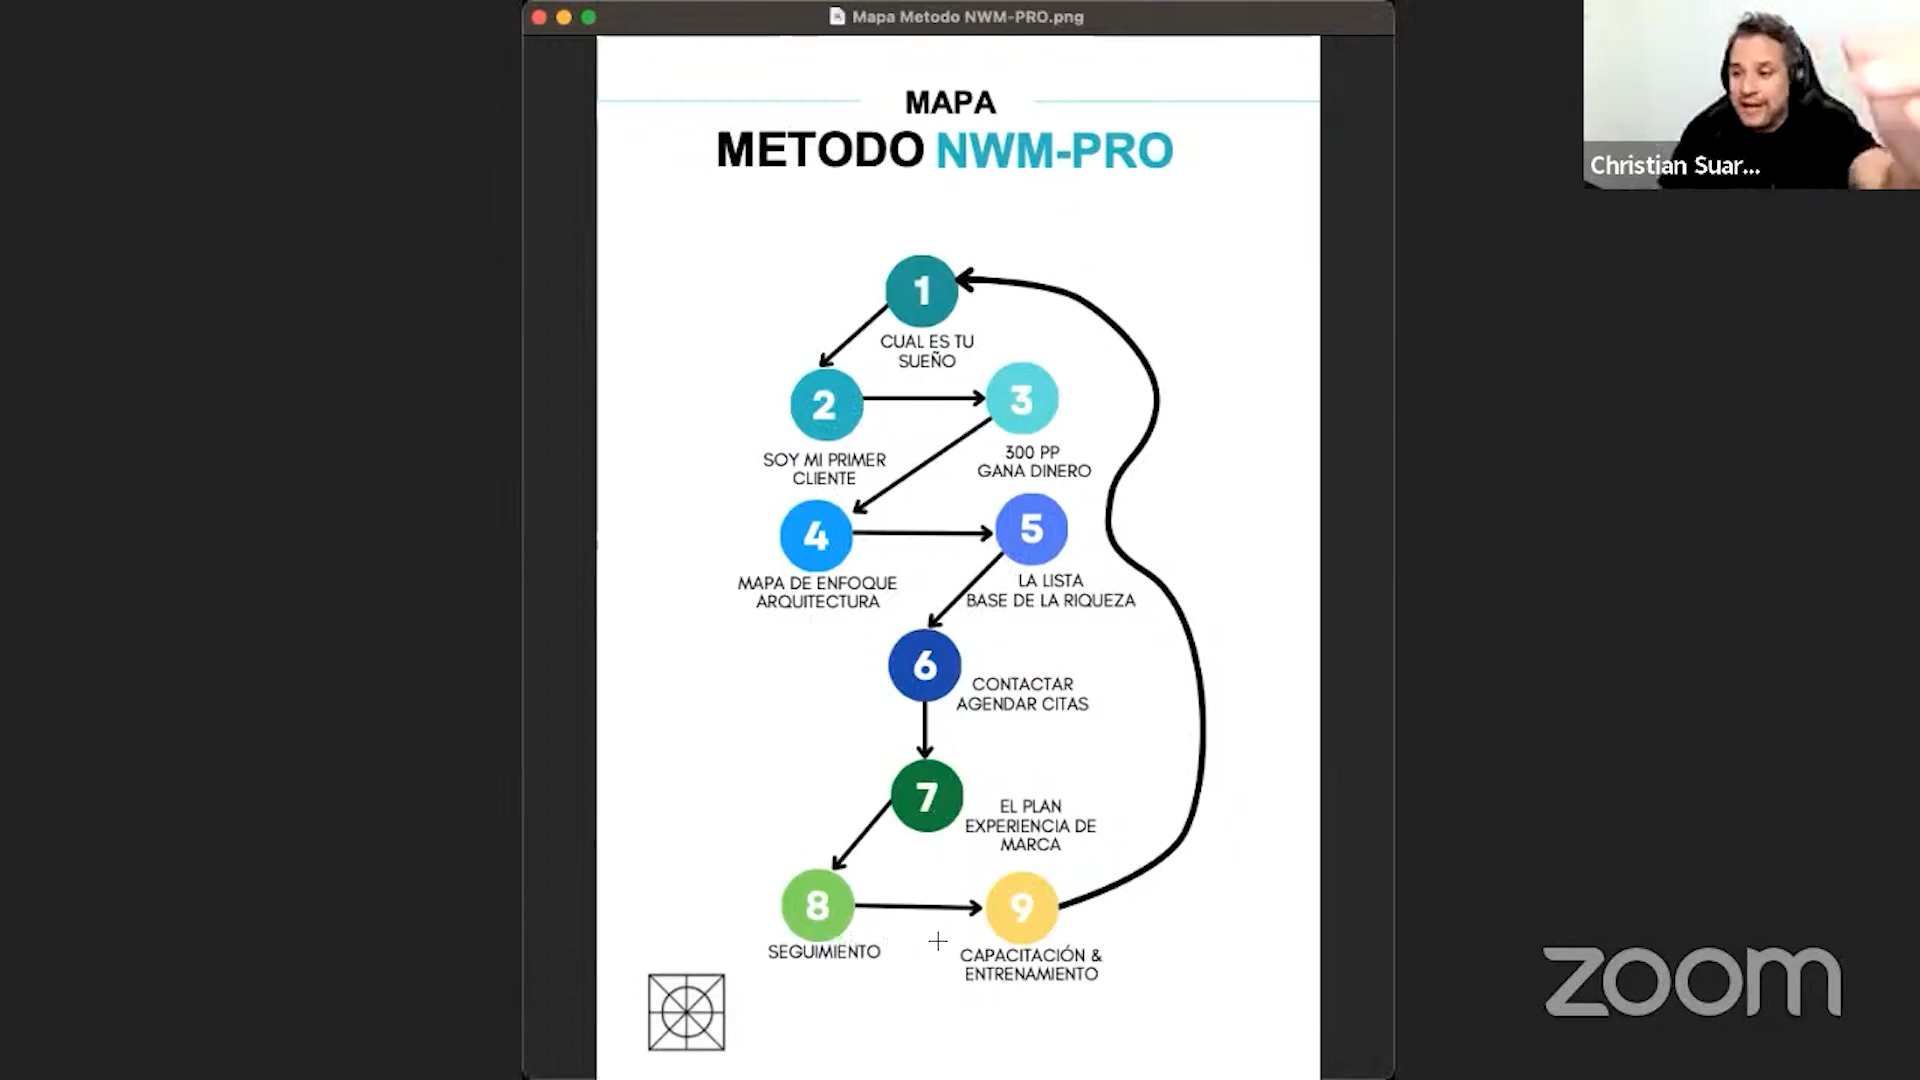 Mapa Metodo NWM-PRO.png
Christian Suar...
MAPA
METODO NWM-PRO
1
CUAL ES TU
SUEÑO
2
SOY MI PRIMER
CLIENTE
3
300 PP
GANA DINERO
4
MAPA DE ENFOQUE
ARQUITECTURA
5
LA LISTA
BASE DE LA RIQUEZA
6
CONTACTAR
AGENDAR CITAS
7
EL PLAN
EXPERIENCIA DE
MARCA
8
SEGUIMIENTO
9
CAPACITACIÓN &
ENTRENAMIENTO
zoom